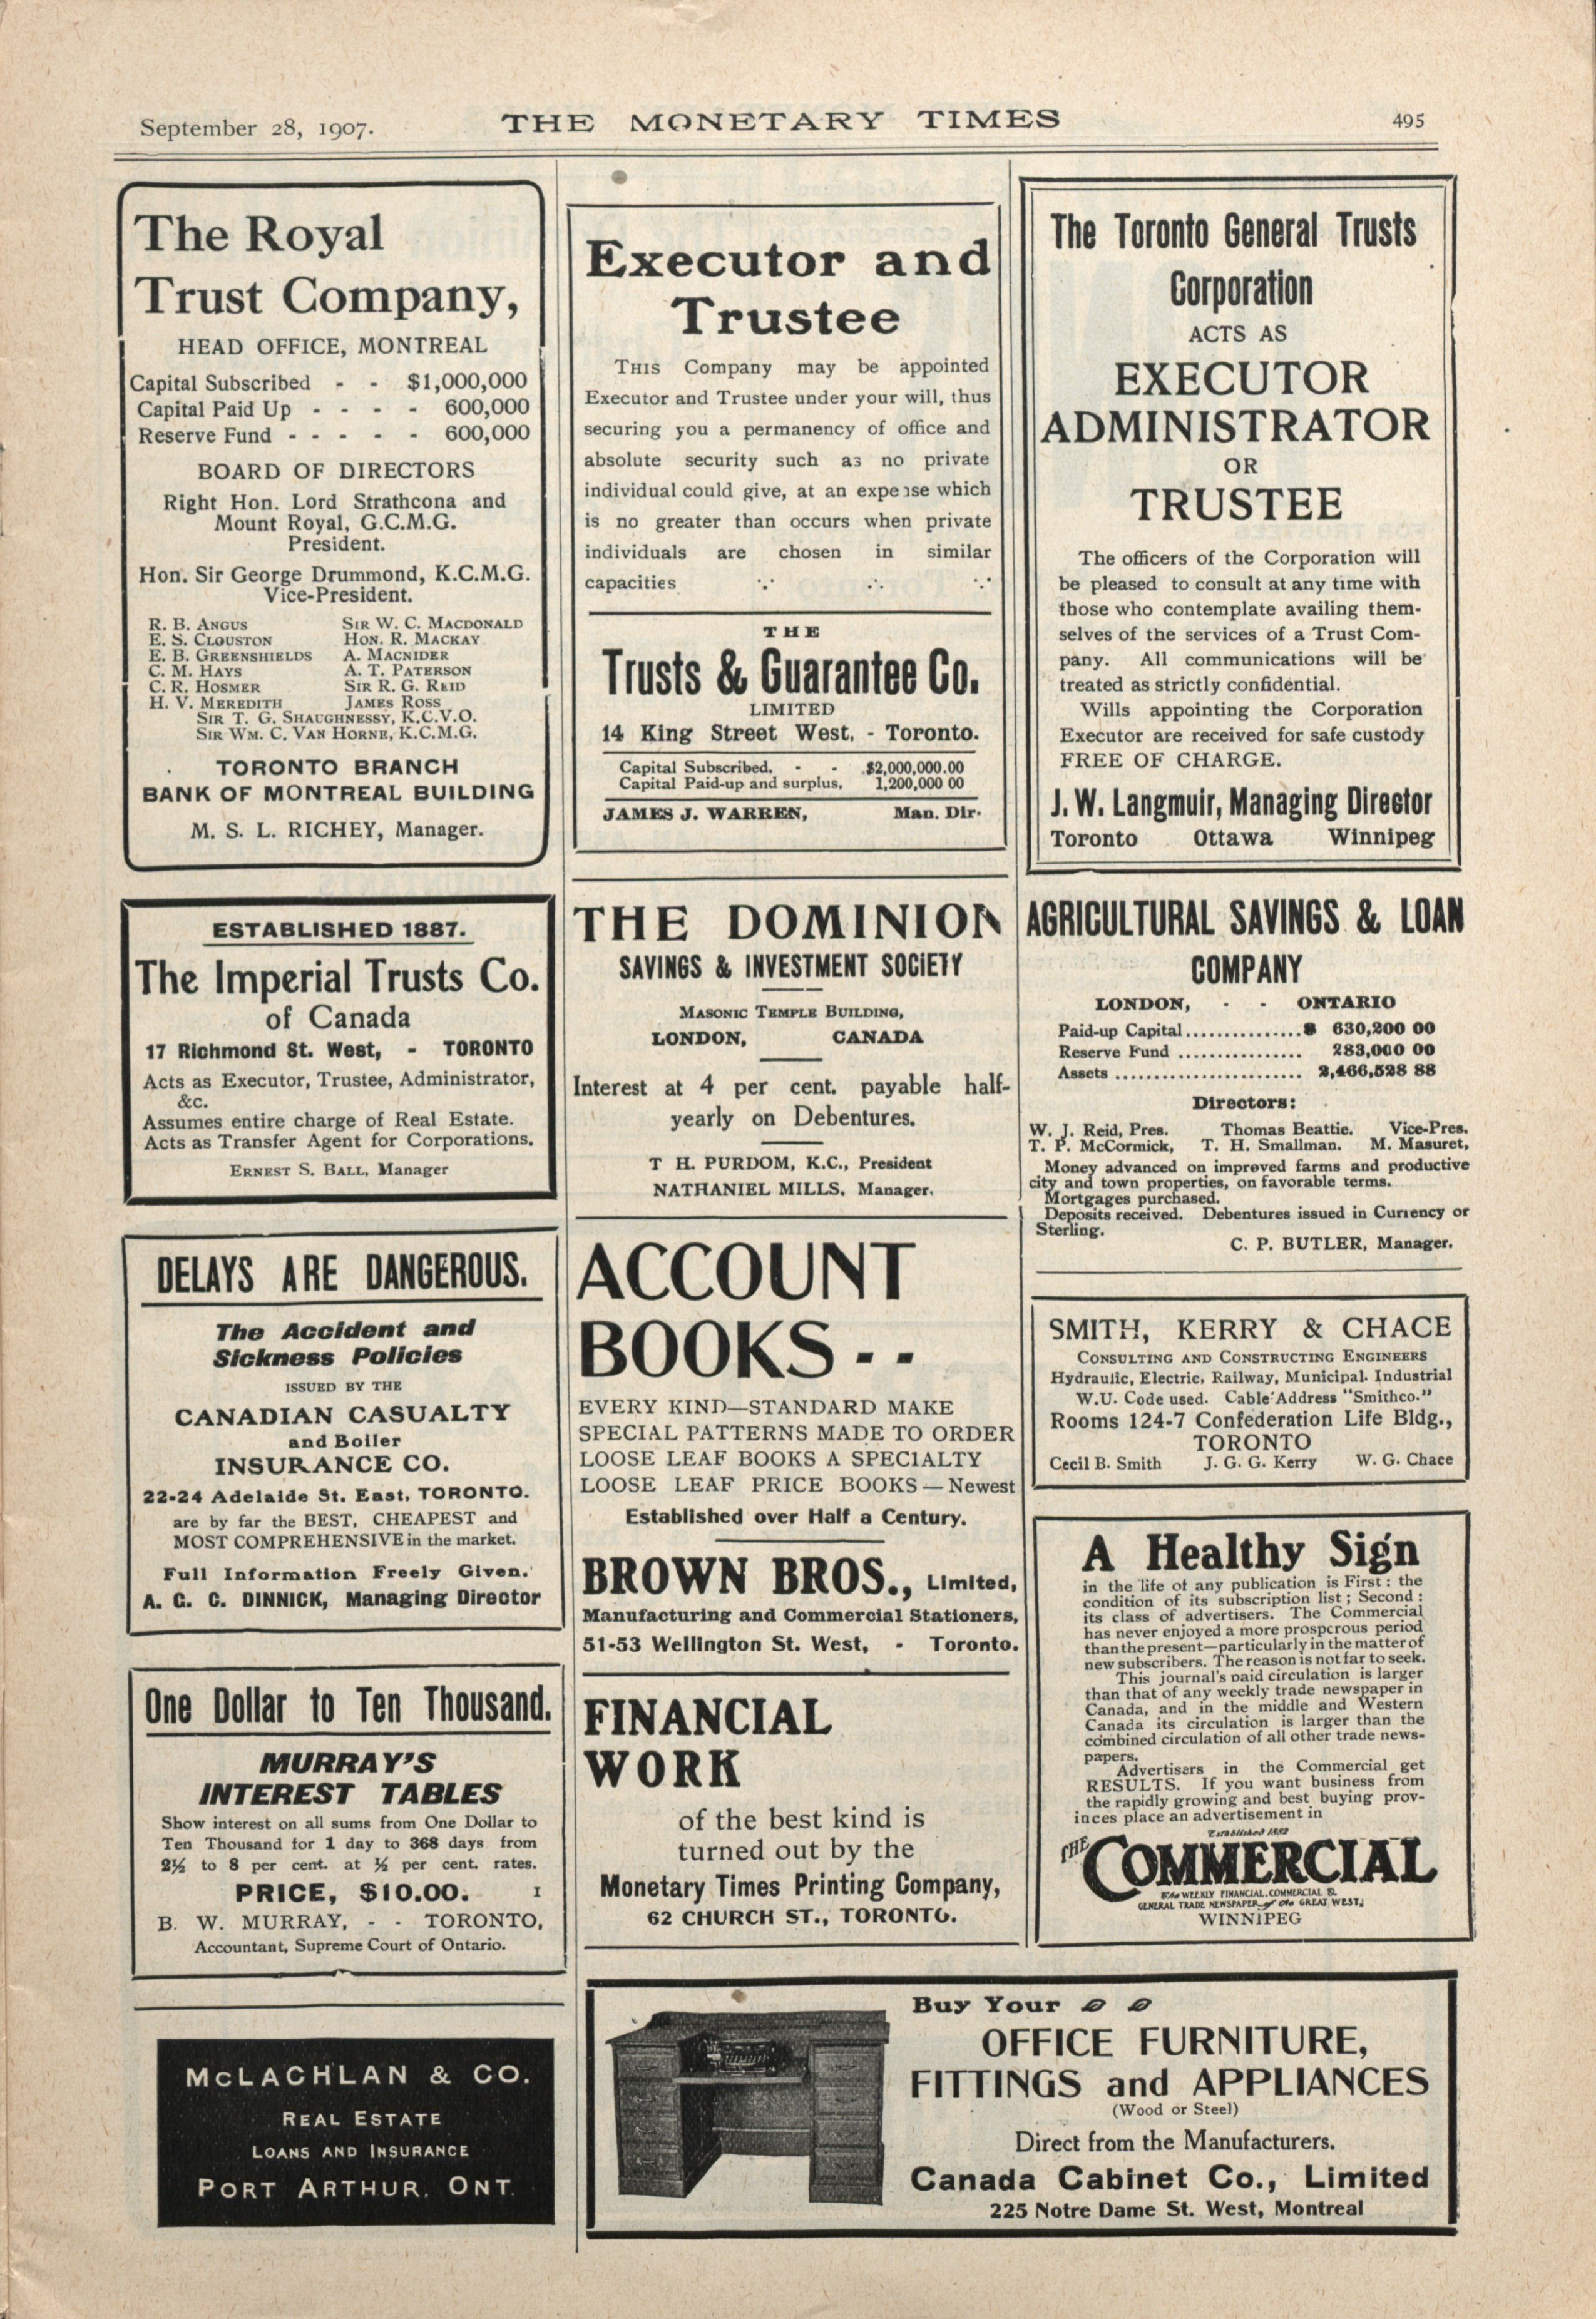 September 28, 1907.
THE MONETARY TIMES
495
The Royal
Trust Company,
HEAD OFFICE, MONTREAL
Capital Subscribed - - $1,000,000
Capital Paid Up - - - - 600,000
Reserve Fund - - - - - 600,000
BOARD OF DIRECTORS
Right Hon. Lord Strathcona and
Mount Royal, G.C.M.G.
President.
Hon. Sir George Drummond, K.C.M.G.
Vice-President.
R. B. ANGUS SIR W. C. MACDONALD
E. S. CLOUSTON HON. R. MACKAY
E. B. GREENSHIELDS A. MACNIDER
C. M. HAYS A. T. PATERSON
C. R. HOSMER SIR R. G. REID
H. V. MEREDITH JAMES ROSS
SIR T. G. SHAUGHNESSY, K.C.V.O.
SIR WM. C. VAN HORNE, K.C.M.G.
TORONTO BRANCH
BANK OF MONTREAL BUILDING
M. S. L. RICHEY, Manager.
ESTABLISHED 1887.
The Imperial Trusts Co.
of Canada
17 Richmond St. West, - TORONTO
Acts as Executor, Trustee, Administrator,
&c.
Assumes entire charge of Real Estate.
Acts as Transfer Agent for Corporations.
ERNEST S. BALL, Manager
DELAYS ARE DANGEROUS.
The Accident and
Sickness Policies
ISSUED BY THE
CANADIAN CASUALTY
and Boiler
INSURANCE CO.
22-24 Adelaide St. East, TORONTO.
are by far the BEST, CHEAPEST and
MOST COMPREHENSIVE in the market.
Full Information Freely Given.
A. G. C. DINNICK, Managing Director
One Dollar to Ten Thousand.
MURRAY'S
INTEREST TABLES
Show interest on all sums from One Dollar to
Ten Thousand for 1 day to 368 days from
2½ to 8 per cent. at ½ per cent. rates.
PRICE, $10.00. I
B. W. MURRAY, - - TORONTO,
Accountant, Supreme Court of Ontario.
MCLACHLAN & CO.
REAL ESTATE
LOANS AND INSURANCE
PORT ARTHUR, ONT.
Executor and
Trustee
THIS Company may be appointed
Executor and Trustee under your will, thus
securing you a permanency of office and
absolute security such as no private
individual could give, at an expense which
is no greater than occurs when private
individuals are chosen in similar
capacities
THE
Trusts & Guarantee Co.
LIMITED
14 King Street West, - Toronto.
Capital Subscribed, - - $2,000,000.00
Capital Paid-up and surplus, 1,200,000 00
JAMES J. WARREN, Man. Dir.
THE DOMINION
SAVINGS & INVESTMENT SOCIETY
MASONIC TEMPLE BUILDING,
LONDON, CANADA
Interest at 4 per cent. payable half-
yearly on Debentures.
T H. PURDOM, K.C., President
NATHANIEL MILLS, Manager.
ACCOUNT
BOOKS - -
EVERY KIND—STANDARD MAKE
SPECIAL PATTERNS MADE TO ORDER
LOOSE LEAF BOOKS A SPECIALTY
LOOSE LEAF PRICE BOOKS—Newest
Established over Half a Century.
BROWN BROS., Limited,
Manufacturing and Commercial Stationers,
51-53 Wellington St. West, - Toronto.
FINANCIAL
WORK
of the best kind is
turned out by the
Monetary Times Printing Company,
62 CHURCH ST., TORONTO.
The Toronto General Trusts
Corporation
ACTS AS
EXECUTOR
ADMINISTRATOR
OR
TRUSTEE
The officers of the Corporation will
be pleased to consult at any time with
those who contemplate availing them-
selves of the services of a Trust Com-
pany. All communications will be
treated as strictly confidential.
Wills appointing the Corporation
Executor are received for safe custody
FREE OF CHARGE.
J. W. Langmuir, Managing Director
Toronto Ottawa Winnipeg
AGRICULTURAL SAVINGS & LOAN
COMPANY
LONDON, - - ONTARIO
Paid-up Capital............... $ 630,200 00
Reserve Fund ................ 283,000 00
Assets ........................ 2,466,528 88
Directors:
W. J. Reid, Pres. Thomas Beattie. Vice-Pres.
T. P. McCormick, T. H. Smallman. M. Masuret,
Money advanced on improved farms and productive
city and town properties, on favorable terms.
Mortgages purchased.
Deposits received. Debentures issued in Currency or
Sterling.
C. P. BUTLER, Manager.
SMITH, KERRY & CHACE
CONSULTING AND CONSTRUCTING ENGINEERS
Hydraulic, Electric, Railway, Municipal. Industrial
W.U. Code used. Cable Address "Smithco."
Rooms 124-7 Confederation Life Bldg.,
TORONTO
Cecil B. Smith J. G. G. Kerry W. G. Chace
A Healthy Sign
in the life of any publication is First: the
condition of its subscription list; Second:
its class of advertisers. The Commercial
has never enjoyed a more prosperous period
than the present—particularly in the matter of
new subscribers. The reason is not far to seek.
This journal's paid circulation is larger
than that of any weekly trade newspaper in
Canada, and in the middle and Western
Canada its circulation is larger than the
combined circulation of all other trade news-
papers.
Advertisers in the Commercial get
RESULTS. If you want business from
the rapidly growing and best buying prov-
inces place an advertisement in
Established 1882
THE COMMERCIAL
The WEEKLY FINANCIAL, COMMERCIAL &
GENERAL TRADE NEWSPAPER of the GREAT WEST,
WINNIPEG
Buy Your
OFFICE FURNITURE,
FITTINGS and APPLIANCES
(Wood or Steel)
Direct from the Manufacturers.
Canada Cabinet Co., Limited
225 Notre Dame St. West, Montreal